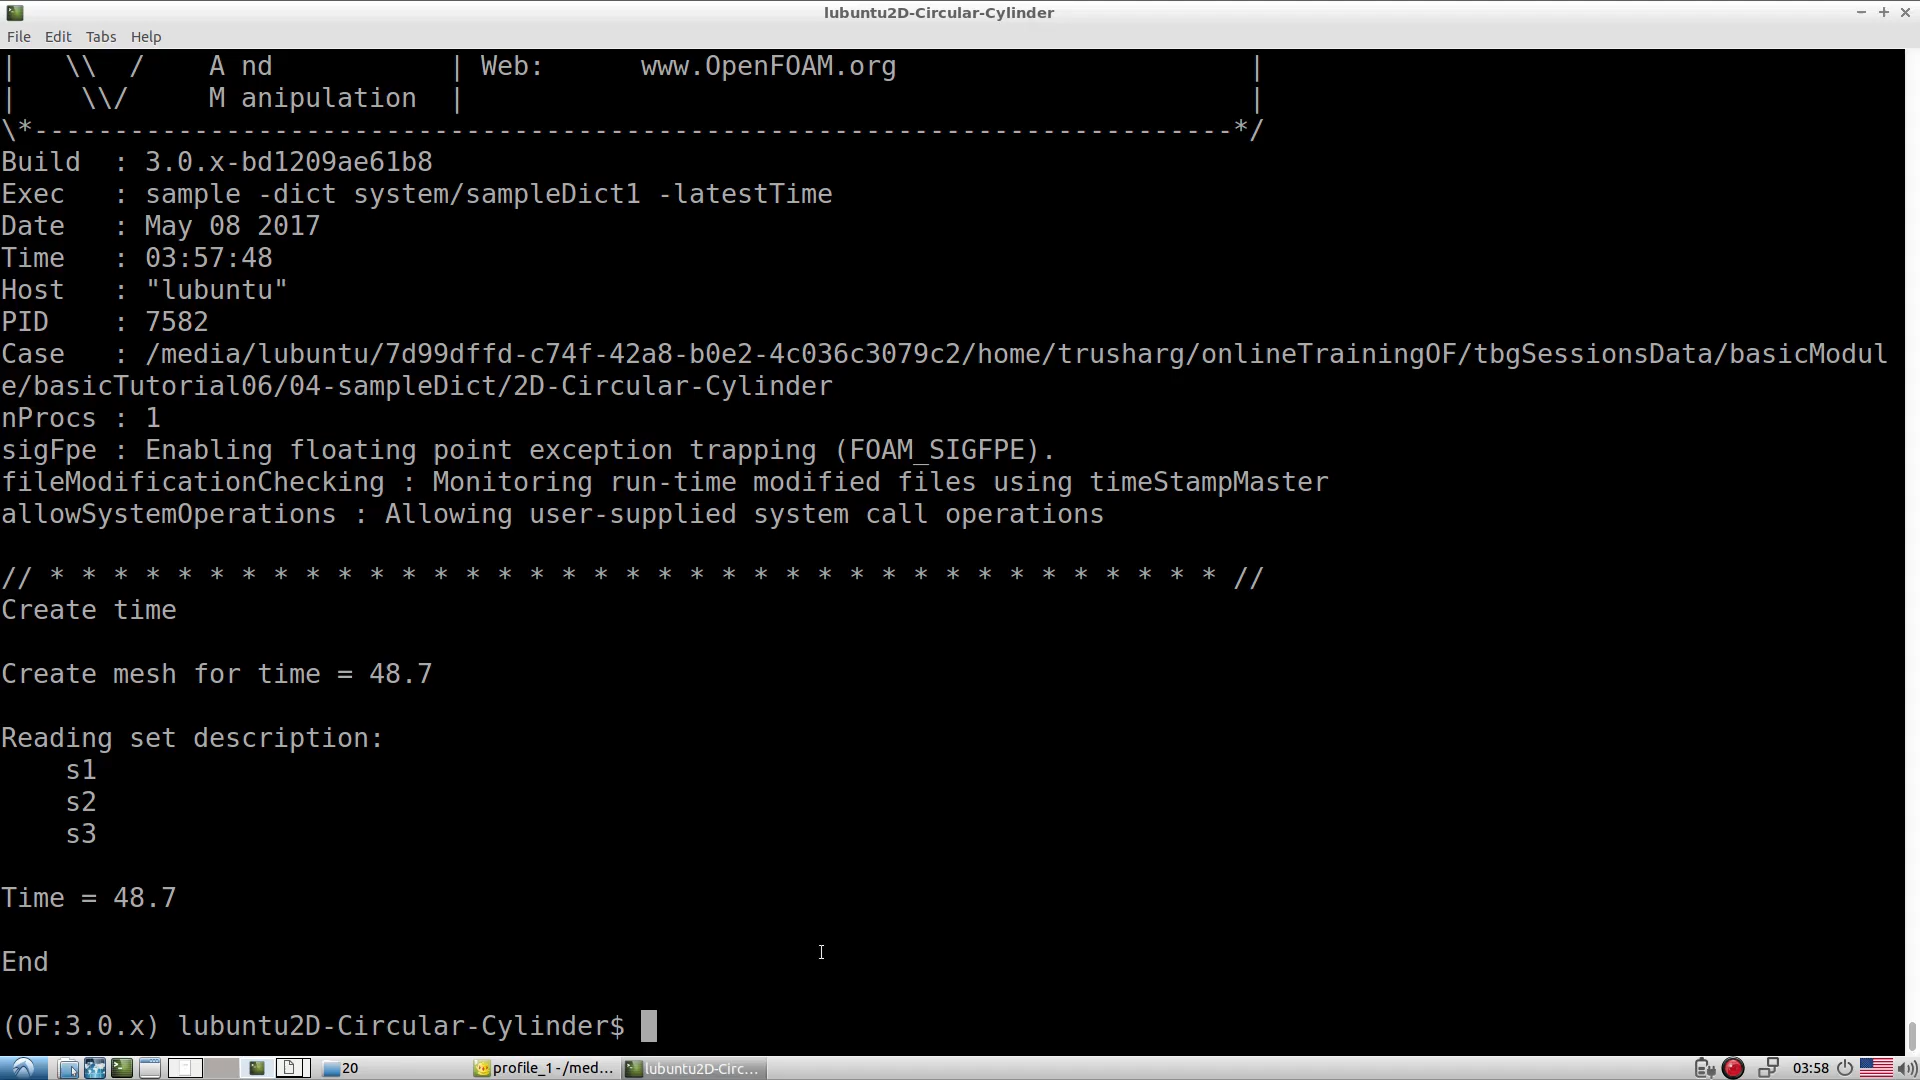 lubuntu2D-Circular-Cylinder
File Edit Tabs Help
|   \\  /    A nd           | Web:      www.OpenFOAM.org                      |
|    \\/     M anipulation  |                                                 |
\*---------------------------------------------------------------------------*/
Build  : 3.0.x-bd1209ae61b8
Exec   : sample -dict system/sampleDict1 -latestTime
Date   : May 08 2017
Time   : 03:57:48
Host   : "lubuntu"
PID    : 7582
Case   : /media/lubuntu/7d99dffd-c74f-42a8-b0e2-4c036c3079c2/home/trusharg/onlineTrainingOF/tbgSessionsData/basicModul
e/basicTutorial06/04-sampleDict/2D-Circular-Cylinder
nProcs : 1
sigFpe : Enabling floating point exception trapping (FOAM_SIGFPE).
fileModificationChecking : Monitoring run-time modified files using timeStampMaster
allowSystemOperations : Allowing user-supplied system call operations
// * * * * * * * * * * * * * * * * * * * * * * * * * * * * * * * * * * * * * //
Create time
Create mesh for time = 48.7
Reading set description:
    s1
    s2
    s3
Time = 48.7
End
(OF:3.0.x) lubuntu2D-Circular-Cylinder$
20 profile_1 - /med... lubuntu2D-Circ... 03:58